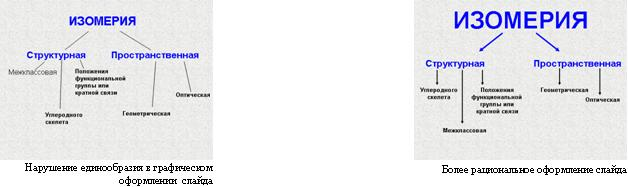 ИЗОМЕРИЯ
Структурная Пространственная
Межклассовая
Положения
функциональной
группы или
кратной связи
Оптическая
Углеродного
скелета
Геометрическая
Нарушение единообразия в графическом
оформлении слайда
ИЗОМЕРИЯ
Структурная Пространственная
Углеродного
скелета
Положения
функциональной
группы или
кратной связи
Геометрическая
Оптическая
Межклассовая
Более рациональное оформление слайда